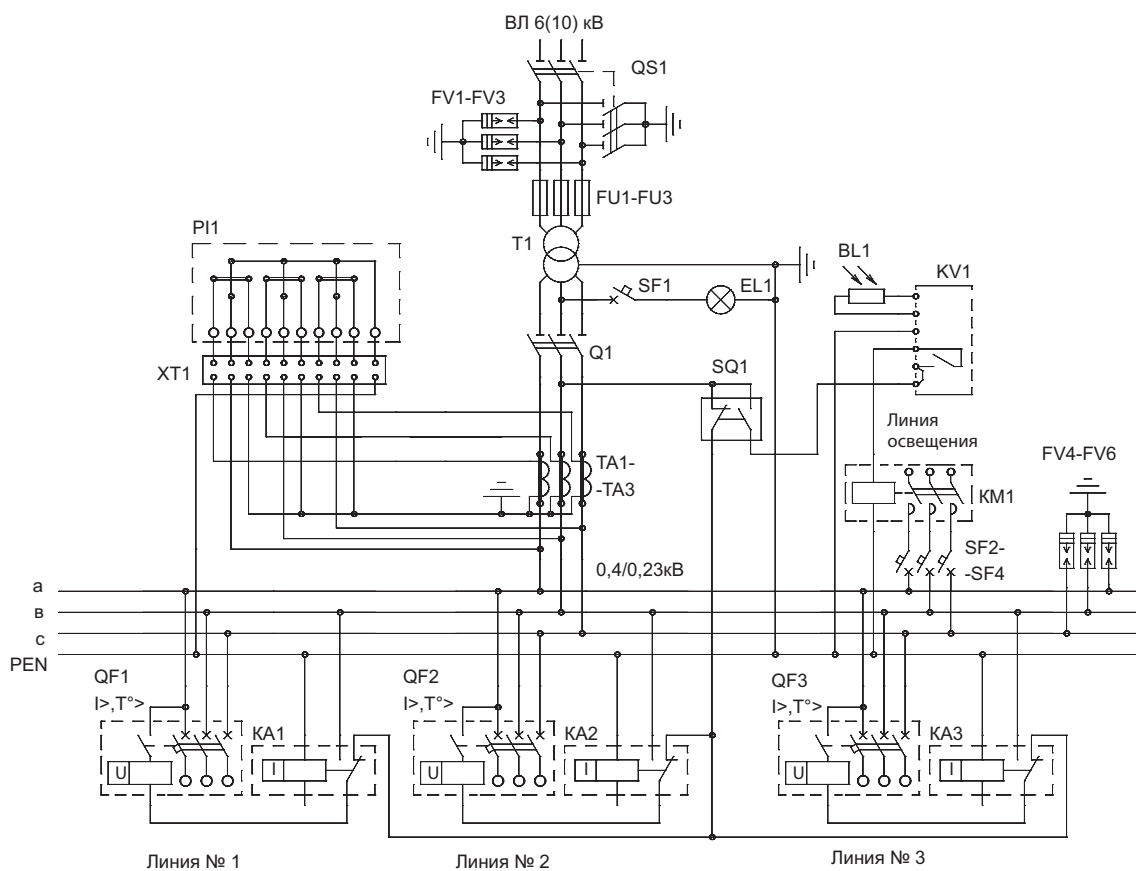 ВЛ 6(10) кВ
QS1
FV1-FV3
FU1-FU3
PI1
T1
BL1
KV1
SF1
EL1
Q1
XT1
SQ1
Линия
освещения
TA1-
-TA3
FV4-FV6
KM1
SF2-
-SF4
0,4/0,23кВ
а
в
с
PEN
QF1
I>,T°>
QF2
I>,T°>
QF3
I>,T°>
KA1
KA2
KA3
U
I
U
I
U
I
Линия № 1
Линия № 2
Линия № 3